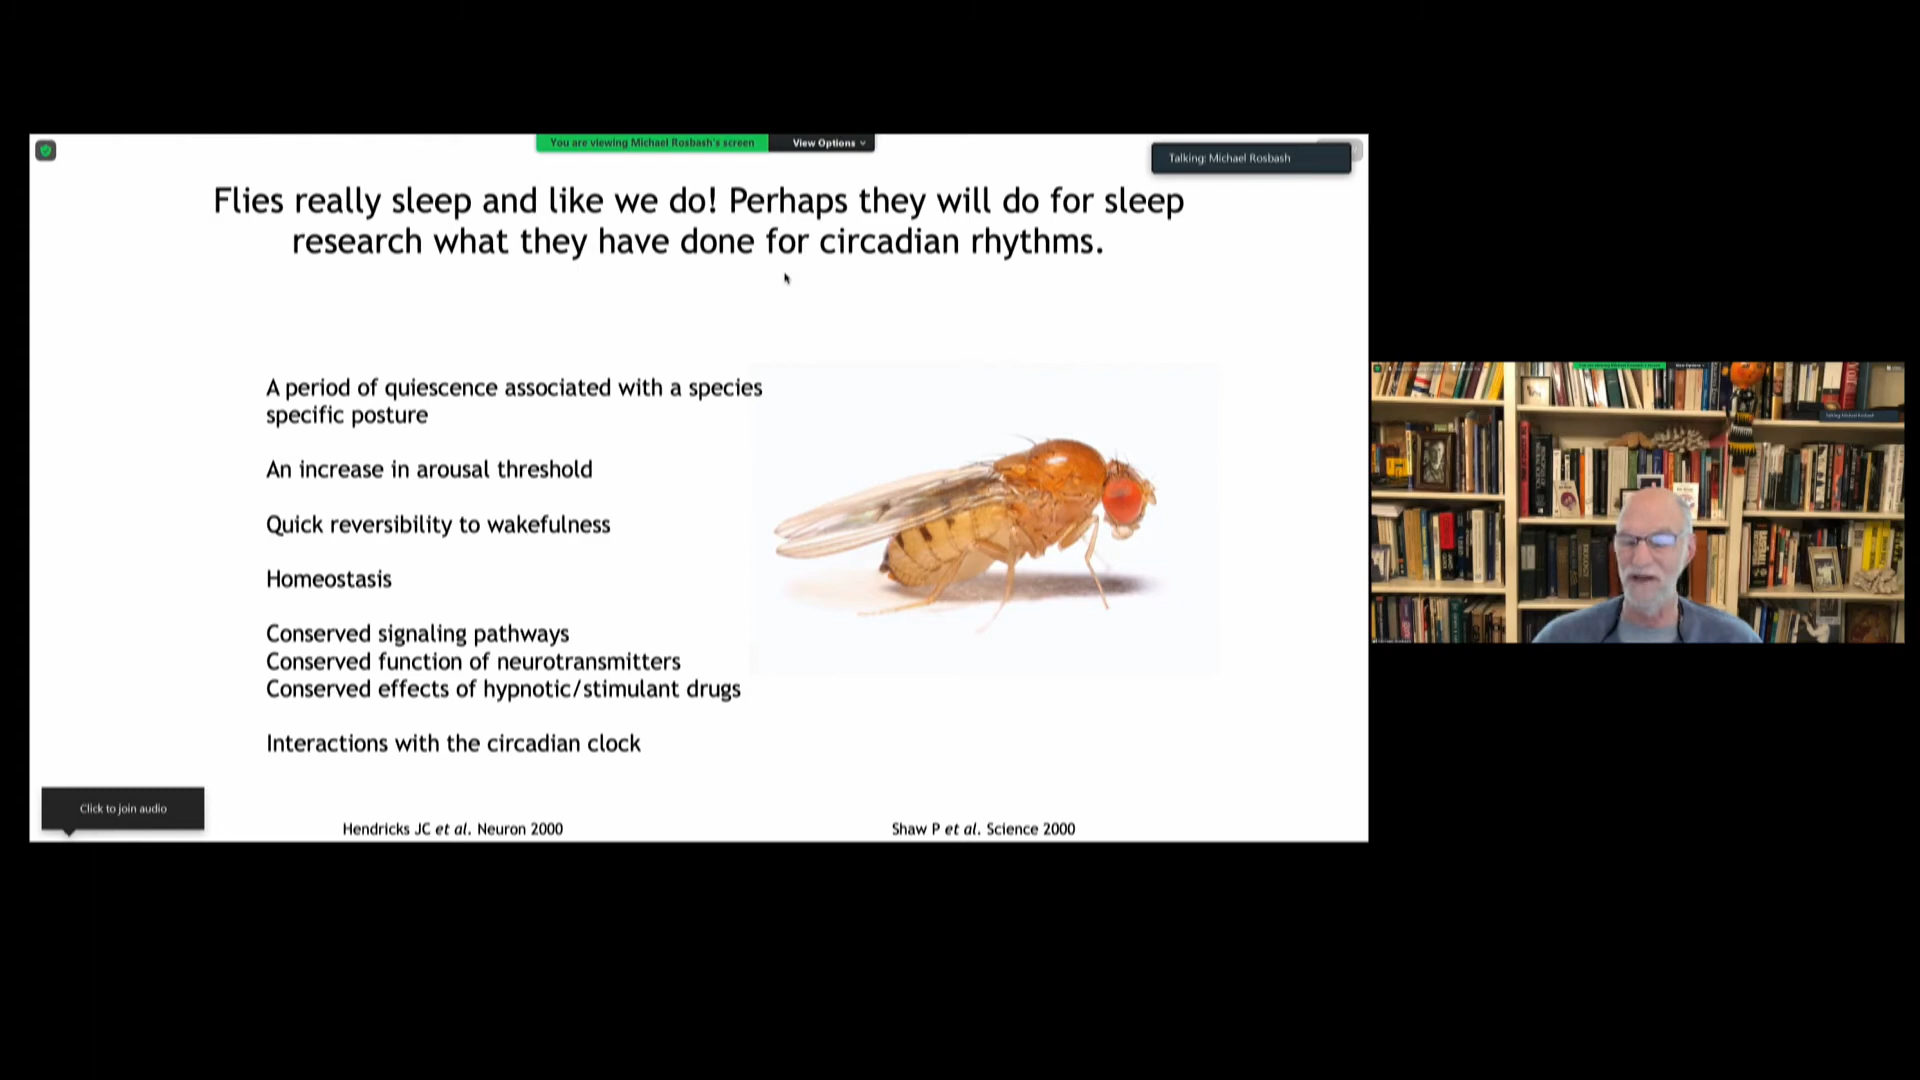 You are viewing Michael Rosbash's screen
View Options
Talking: Michael Rosbash
Flies really sleep and like we do! Perhaps they will do for sleep
research what they have done for circadian rhythms.
A period of quiescence associated with a species
specific posture
An increase in arousal threshold
Quick reversibility to wakefulness
Homeostasis
Conserved signaling pathways
Conserved function of neurotransmitters
Conserved effects of hypnotic/stimulant drugs
Interactions with the circadian clock
Click to join audio
Hendricks JC et al. Neuron 2000
Shaw P et al. Science 2000